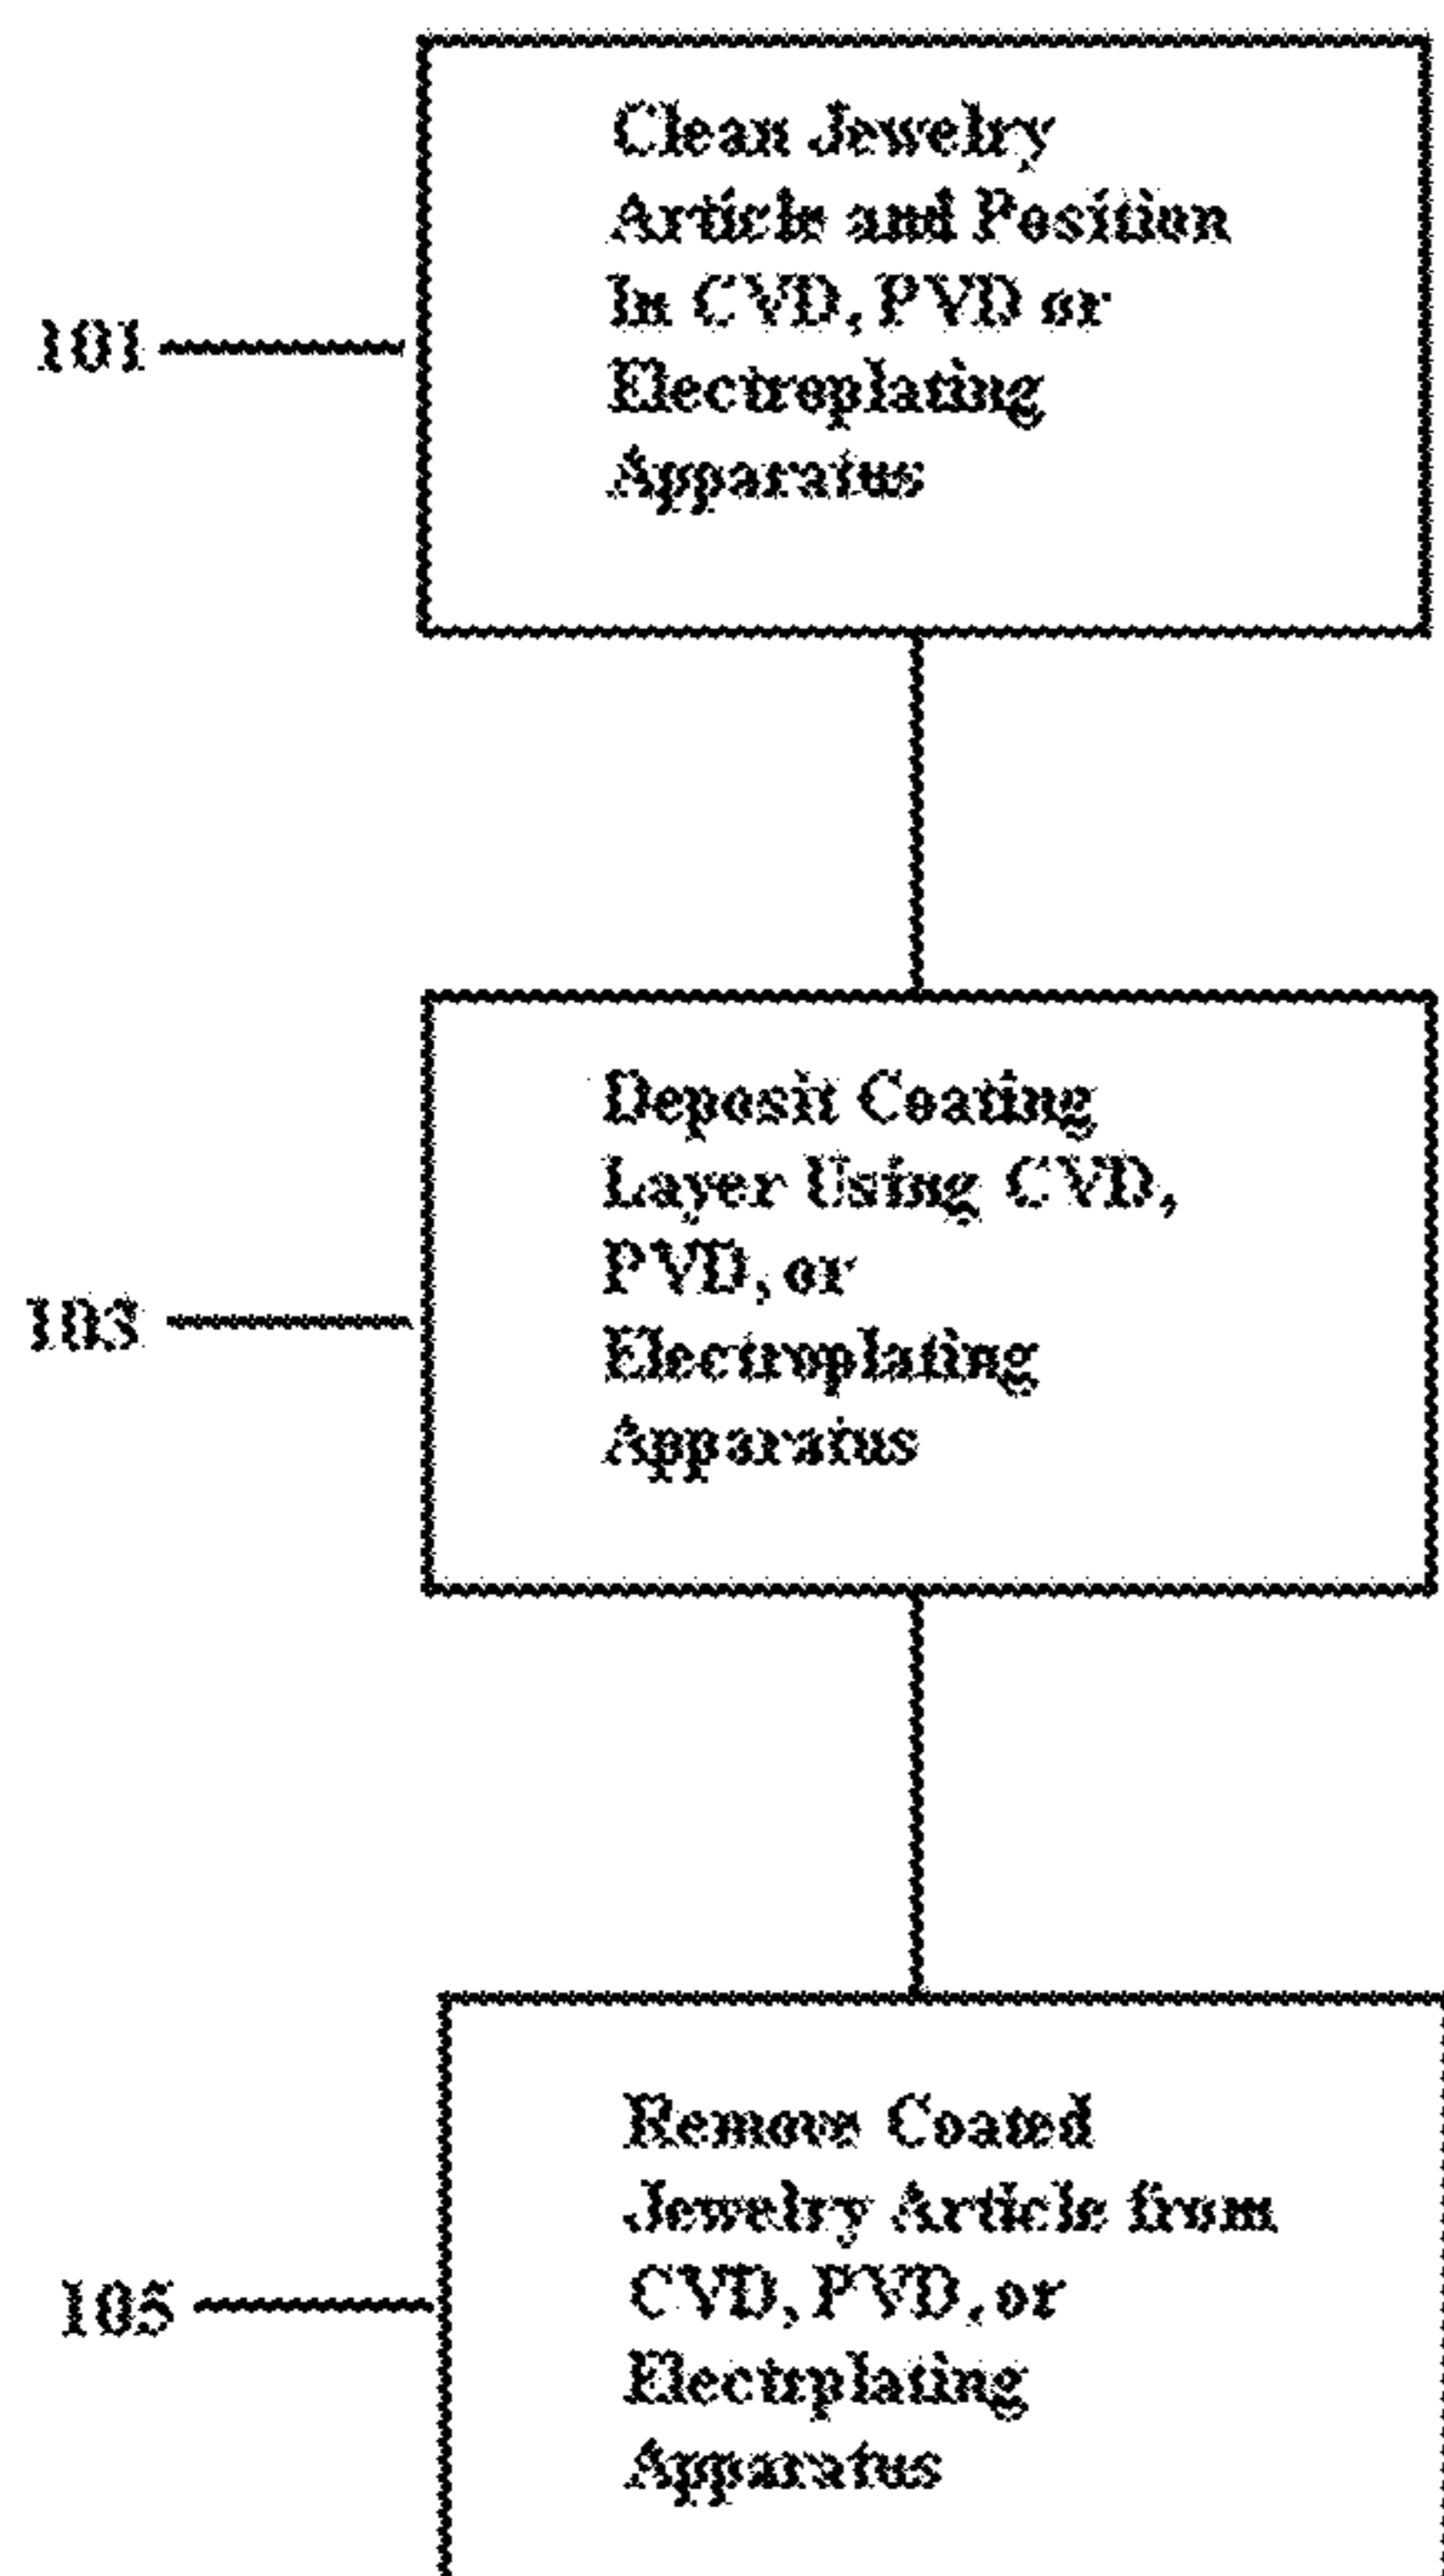 Clean Jewelry
Article and Position
In CVD, PVD or
101
Electroplating
Apparatus
Deposit Coating
Layer Using CVD,
PVD, or
103
Electroplating
Apparatus
Remove Coated
Jewelry Article from
CVD, PVD, or
105
Electrplating
Apparatus